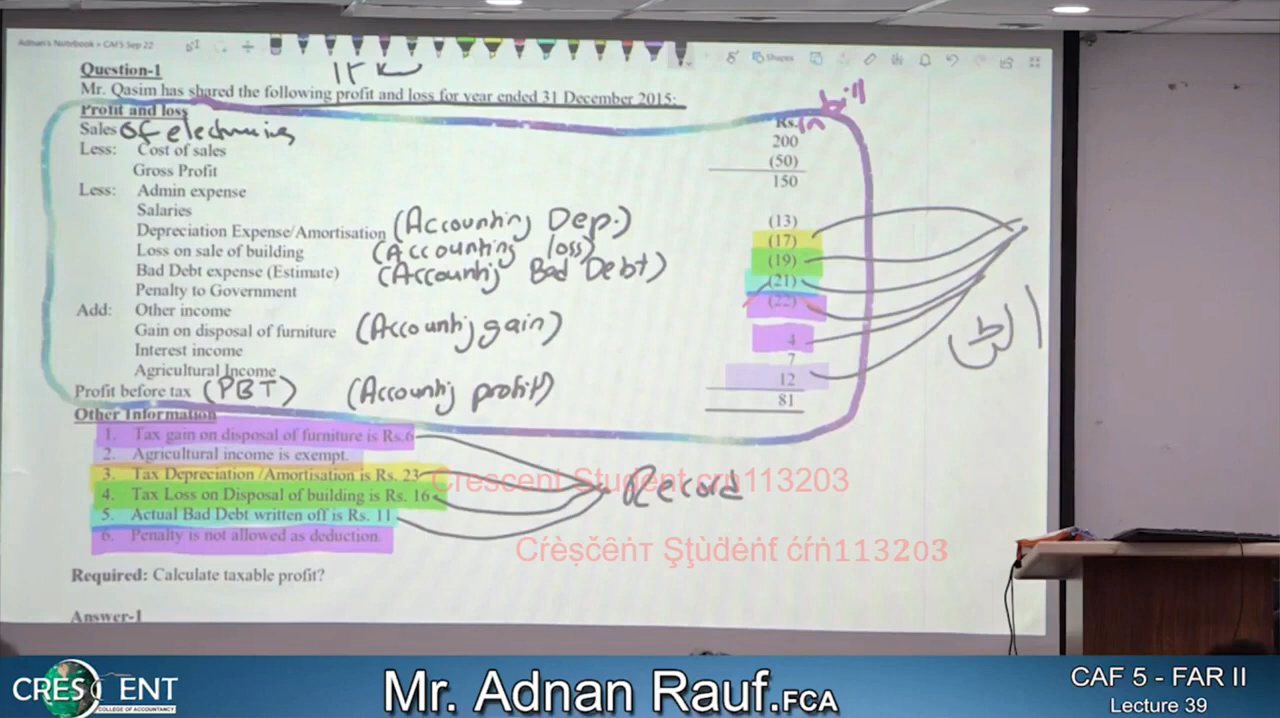 Adnan's Notebook » CAF5 Sep 22
Shapes
Question-1
Mr. Qasim has shared the following profit and loss for year ended 31 December 2015:
Profit and loss Rs. in bill
Sales of electronics 200
Less: Cost of sales (50)
Gross Profit 150
Less: Admin expense
Salaries (13)
Depreciation Expense/Amortisation (Accounting Dep.) (17)
Loss on sale of building (Accounting loss) (19)
Bad Debt expense (Estimate) (Accounting Bad Debt) (21)
Penalty to Government (22)
Add: Other income
Gain on disposal of furniture (Accounting gain) 4
Interest income 7
Agricultural Income 12
Profit before tax (PBT) (Accounting profit) 81
Other Information
1. Tax gain on disposal of furniture is Rs.6
2. Agricultural income is exempt.
3. Tax Depreciation /Amortisation is Rs. 23
4. Tax Loss on Disposal of building is Rs. 16
5. Actual Bad Debt written off is Rs. 11
6. Penalty is not allowed as deduction.
Record
Crescent Student crn113203
Crèșčênт Şţùďèņť ćŕṅ113203
Required: Calculate taxable profit?
Answer-1
CRESCENT
COLLEGE OF ACCOUNTANCY
Mr. Adnan Rauf.FCA
CAF 5 - FAR II
Lecture 39